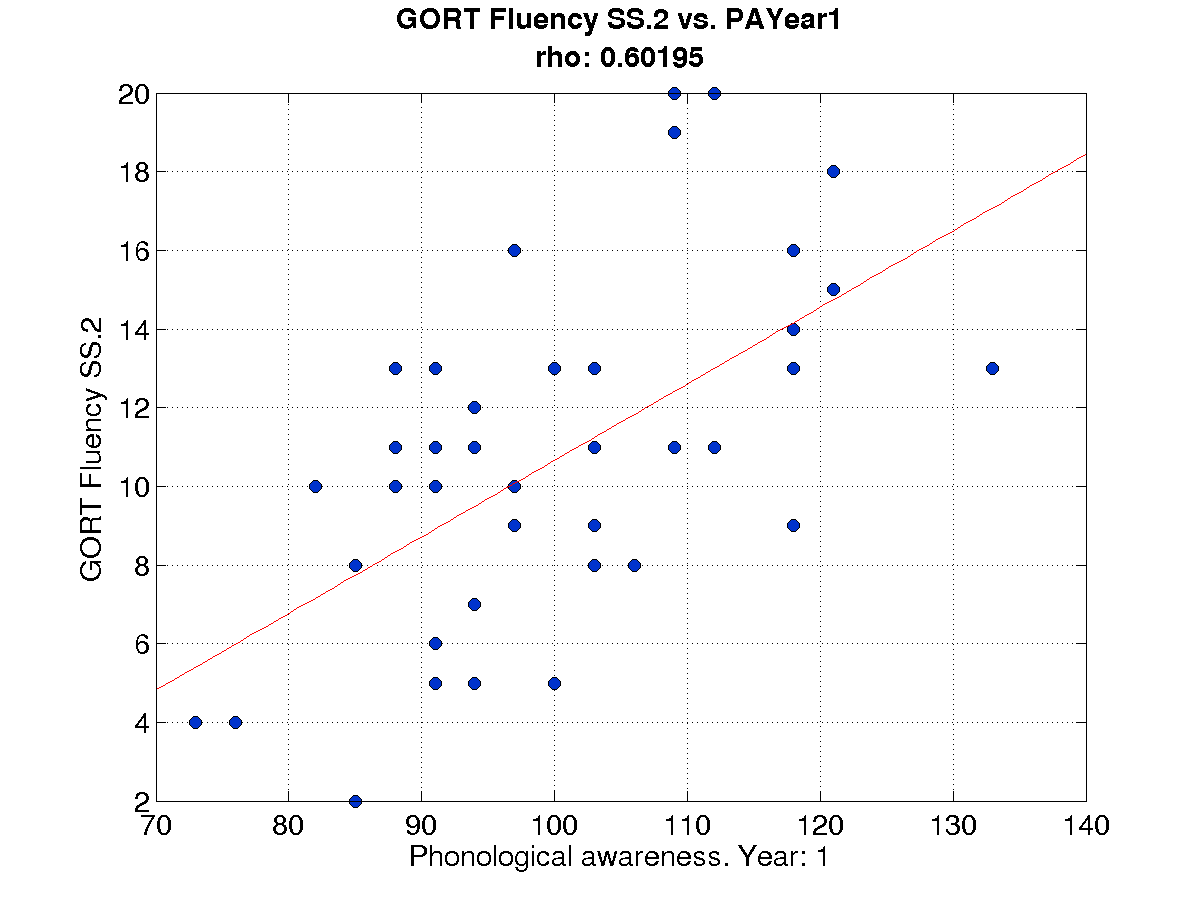 GORT Fluency SS.2 vs. PAYear1
rho: 0.60195
20
18
16
14
12
10
8
6
4
2
GORT Fluency SS.2
70 80 90 100 110 120 130 140
Phonological awareness. Year: 1